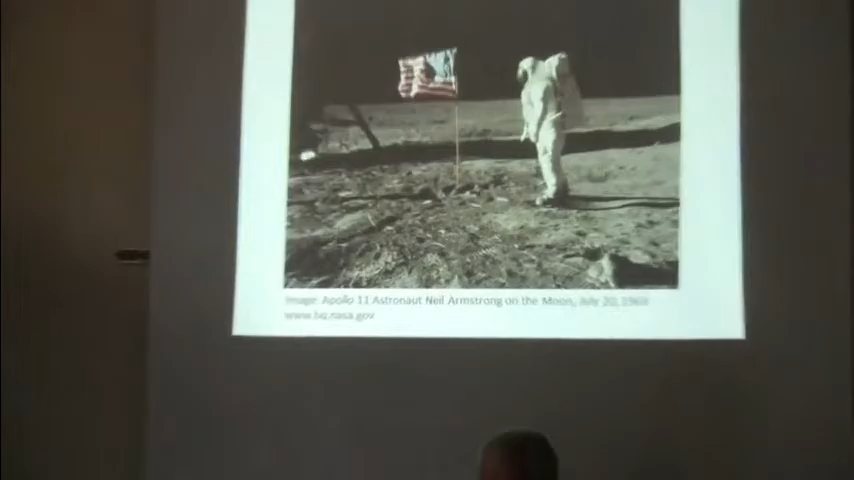 Image: Apollo 11 Astronaut Neil Armstrong on the Moon, July 20, 1969
www.hq.nasa.gov